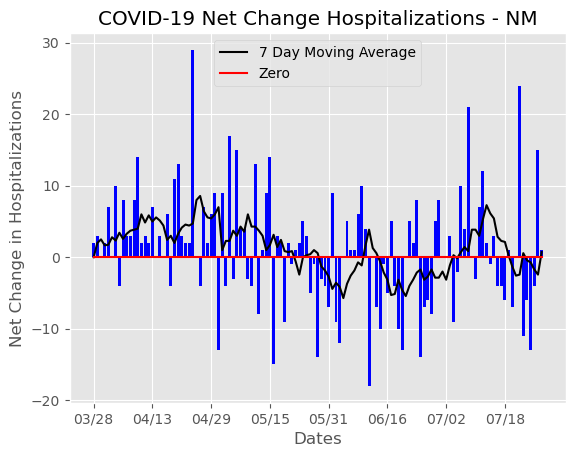 COVID-19 Net Change Hospitalizations - NM
7 Day Moving Average
Zero
Net Change in Hospitalizations
30
20
10
0
−10
−20
03/28 04/13 04/29 05/15 05/31 06/16 07/02 07/18
Dates